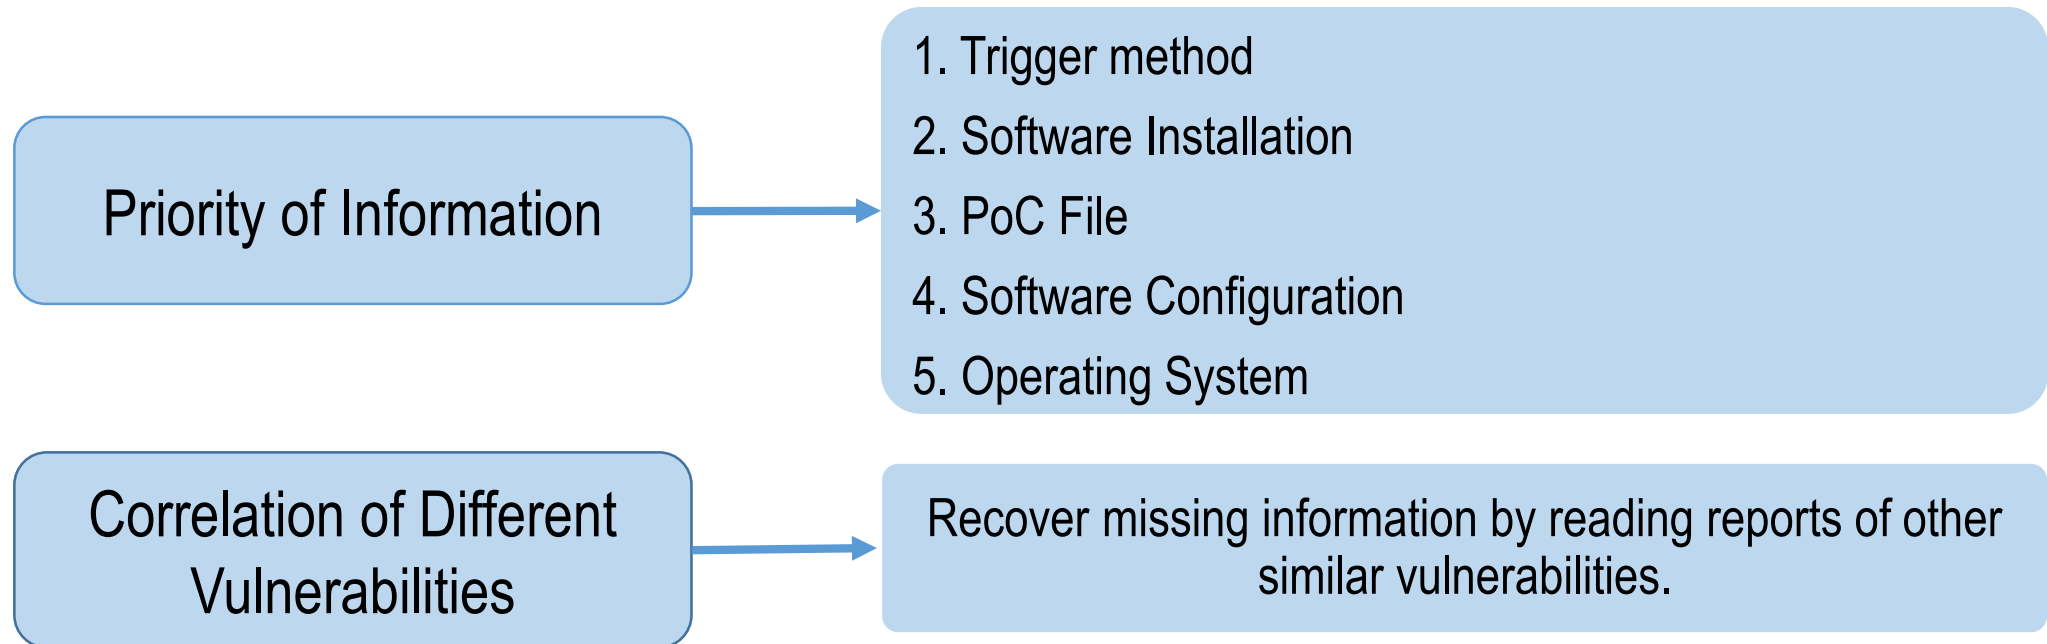 Priority of Information
1. Trigger method
2. Software Installation
3. PoC File
4. Software Configuration
5. Operating System
Correlation of Different
Vulnerabilities
Recover missing information by reading reports of other
similar vulnerabilities.